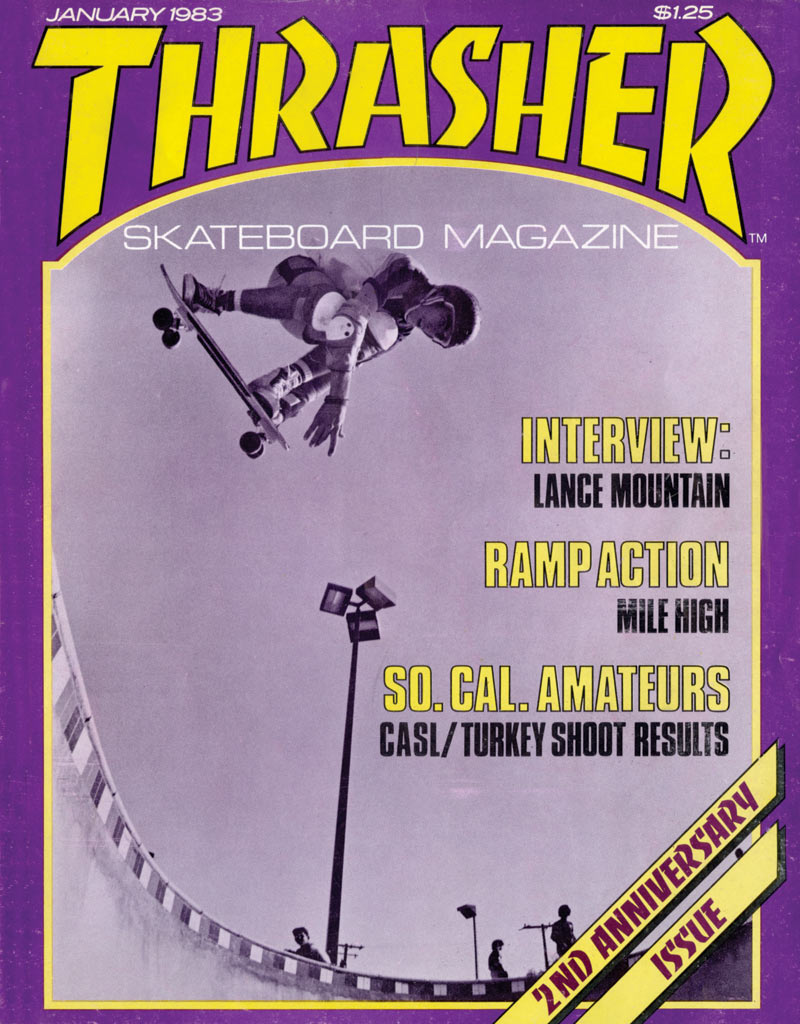 JANUARY 1983
$1.25
THRASHER
TM
SKATEBOARD MAGAZINE
INTERVIEW:
LANCE MOUNTAIN
RAMP ACTION
MILE HIGH
SO. CAL. AMATEURS
CASL/TURKEY SHOOT RESULTS
2ND ANNIVERSARY
ISSUE